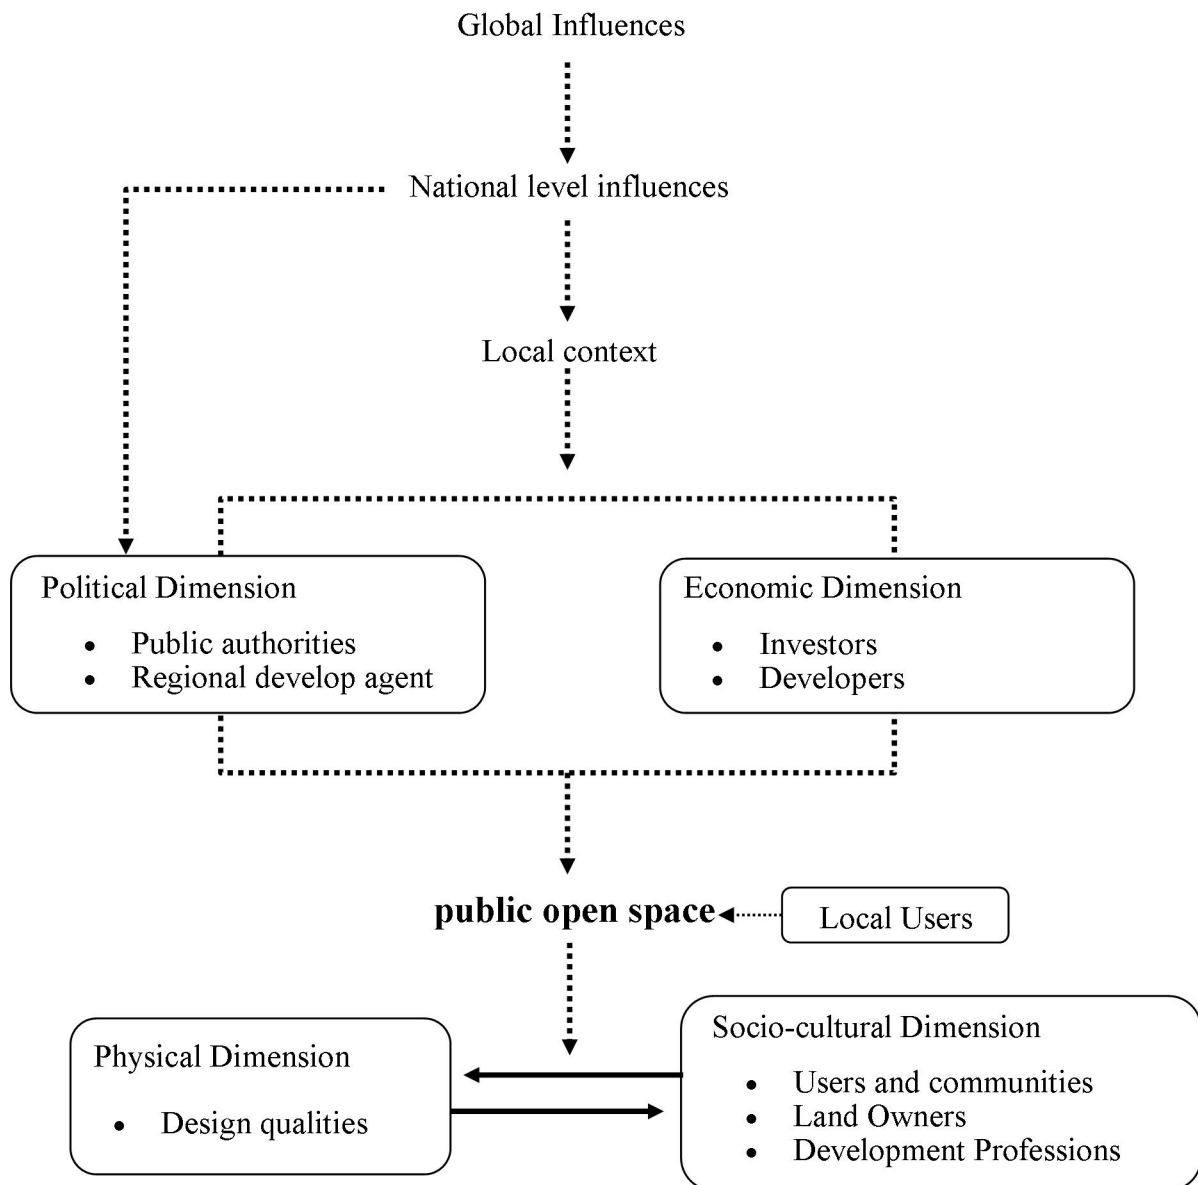 Global Influences
National level influences
Local context
Political Dimension
• Public authorities
• Regional develop agent
Economic Dimension
• Investors
• Developers
public open space
Local Users
Physical Dimension
• Design qualities
Socio-cultural Dimension
• Users and communities
• Land Owners
• Development Professions